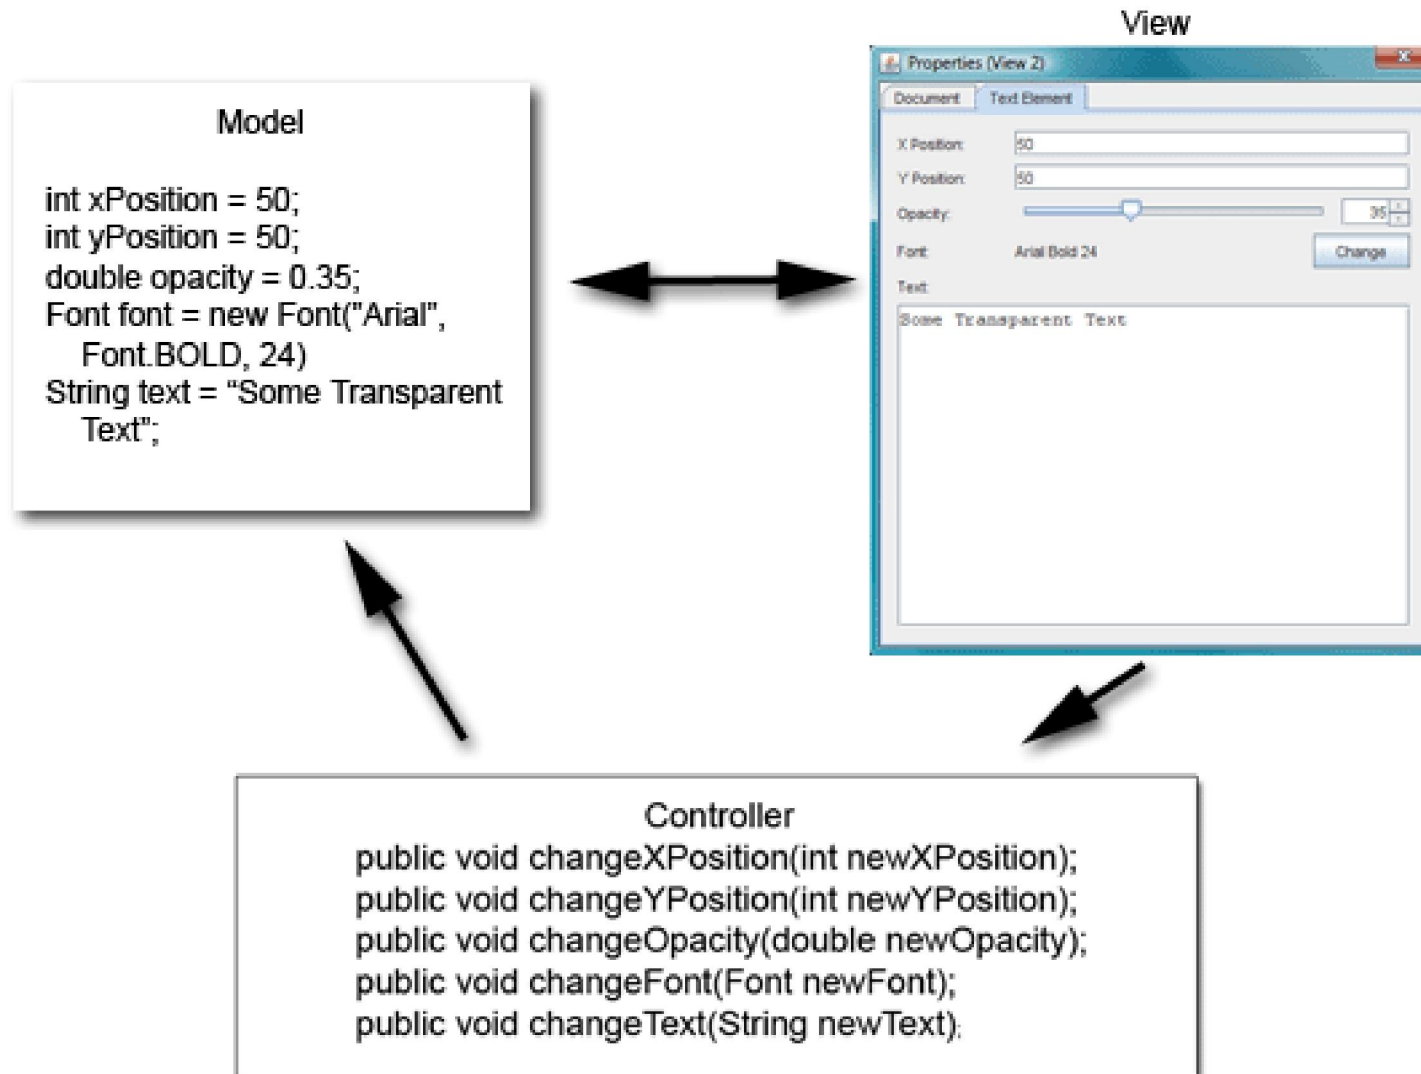 View
Properties (View 2)
Document Text Element
X Position: 50
Y Position: 50
Opacity: 35
Font: Arial Bold 24 Change
Text:
Some Transparent Text
Model
int xPosition = 50;
int yPosition = 50;
double opacity = 0.35;
Font font = new Font("Arial",
Font.BOLD, 24)
String text = “Some Transparent
Text”;
Controller
public void changeXPosition(int newXPosition);
public void changeYPosition(int newYPosition);
public void changeOpacity(double newOpacity);
public void changeFont(Font newFont);
public void changeText(String newText);